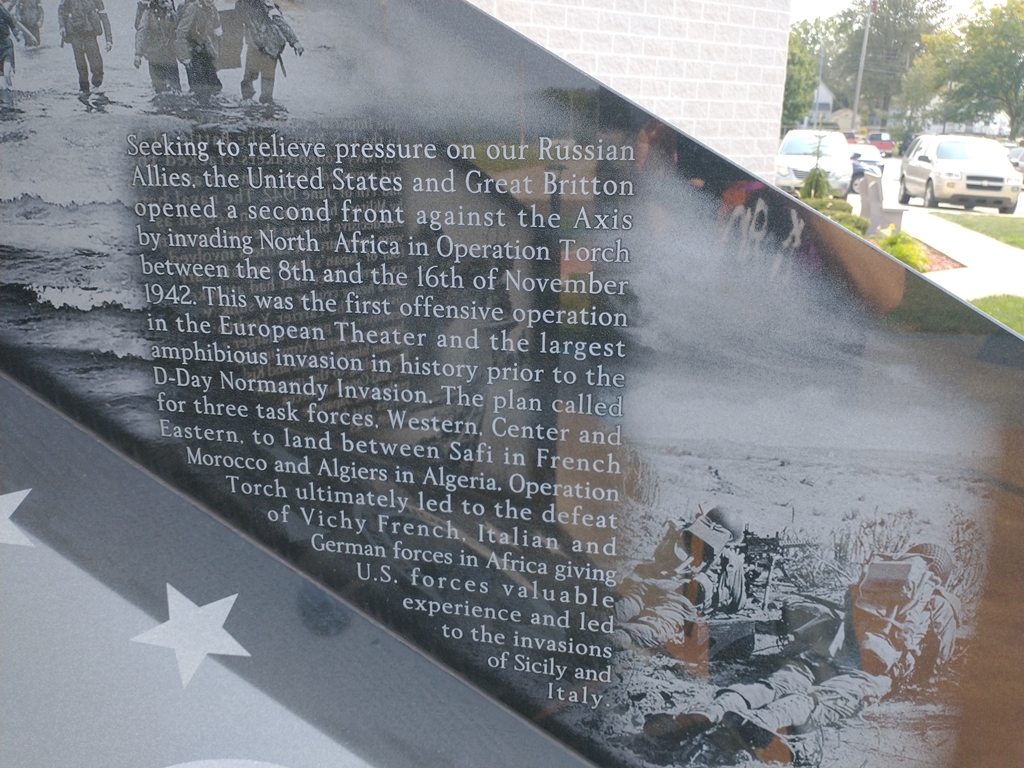 Seeking to relieve pressure on our Russian
Allies, the United States and Great Britton
opened a second front against the Axis
by invading North Africa in Operation Torch
between the 8th and the 16th of November
1942. This was the first offensive operation
in the European Theater and the largest
amphibious invasion in history prior to the
D-Day Normandy Invasion. The plan called
for three task forces, Western, Center and
Eastern, to land between Safi in French
Morocco and Algiers in Algeria. Operation
Torch ultimately led to the defeat
of Vichy French, Italian and
German forces in Africa giving
U.S. forces valuable
experience and led
to the invasions
of Sicily and
Italy.